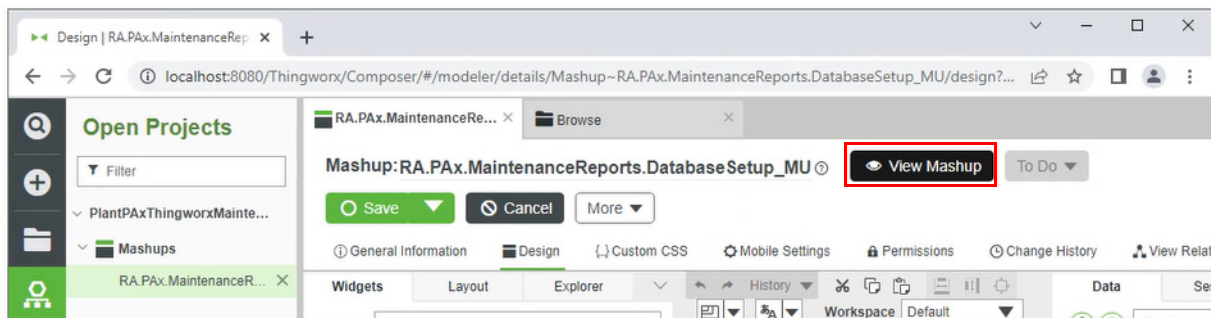 Design | RA.PAx.MaintenanceRep
localhost:8080/Thingworx/Composer/#/modeler/details/Mashup~RA.PAx.MaintenanceReports.DatabaseSetup_MU/design?...
Open Projects
RA.PAx.MaintenanceRe...
Browse
Filter
Mashup:RA.PAx.MaintenanceReports.DatabaseSetup_MU
View Mashup
To Do
PlantPAxThingworxMainte...
Save
Cancel
More
Mashups
General Information
Design
Custom CSS
Mobile Settings
Permissions
Change History
View Relat
RA.PAx.MaintenanceR...
Widgets
Layout
Explorer
History
Data
Se
Workspace
Default